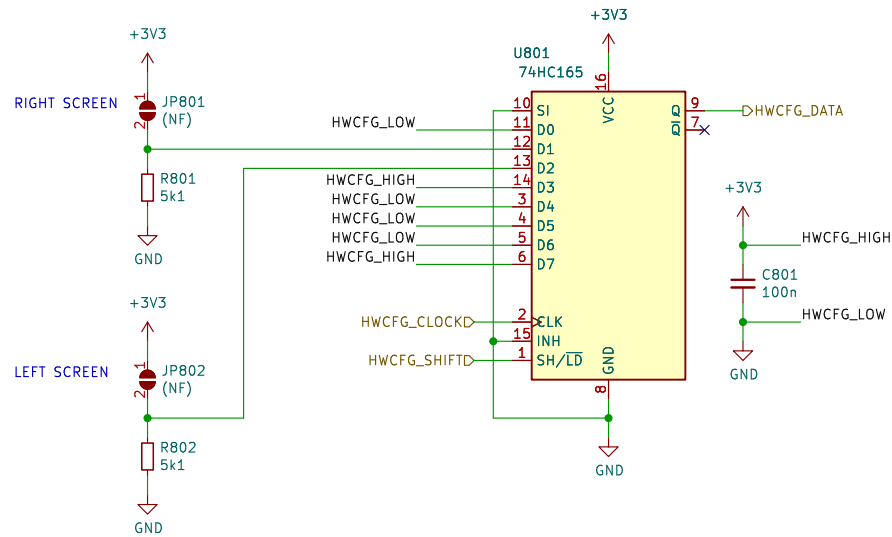 +3V3
RIGHT SCREEN
1
2
JP801
(NF)
R801
5k1
GND
+3V3
LEFT SCREEN
1
2
JP802
(NF)
R802
5k1
GND
+3V3
U801
74HC165
16
VCC
HWCFG_LOW
HWCFG_HIGH
HWCFG_LOW
HWCFG_LOW
HWCFG_LOW
HWCFG_HIGH
HWCFG_CLOCK
HWCFG_SHIFT
10 SI
11 D0
12 D1
13 D2
14 D3
3 D4
4 D5
5 D6
6 D7
2 CLK
15 INH
1 SH/LD
GND
8
GND
Q 9 HWCFG_DATA
Q 7
+3V3
HWCFG_HIGH
C801
100n
HWCFG_LOW
GND